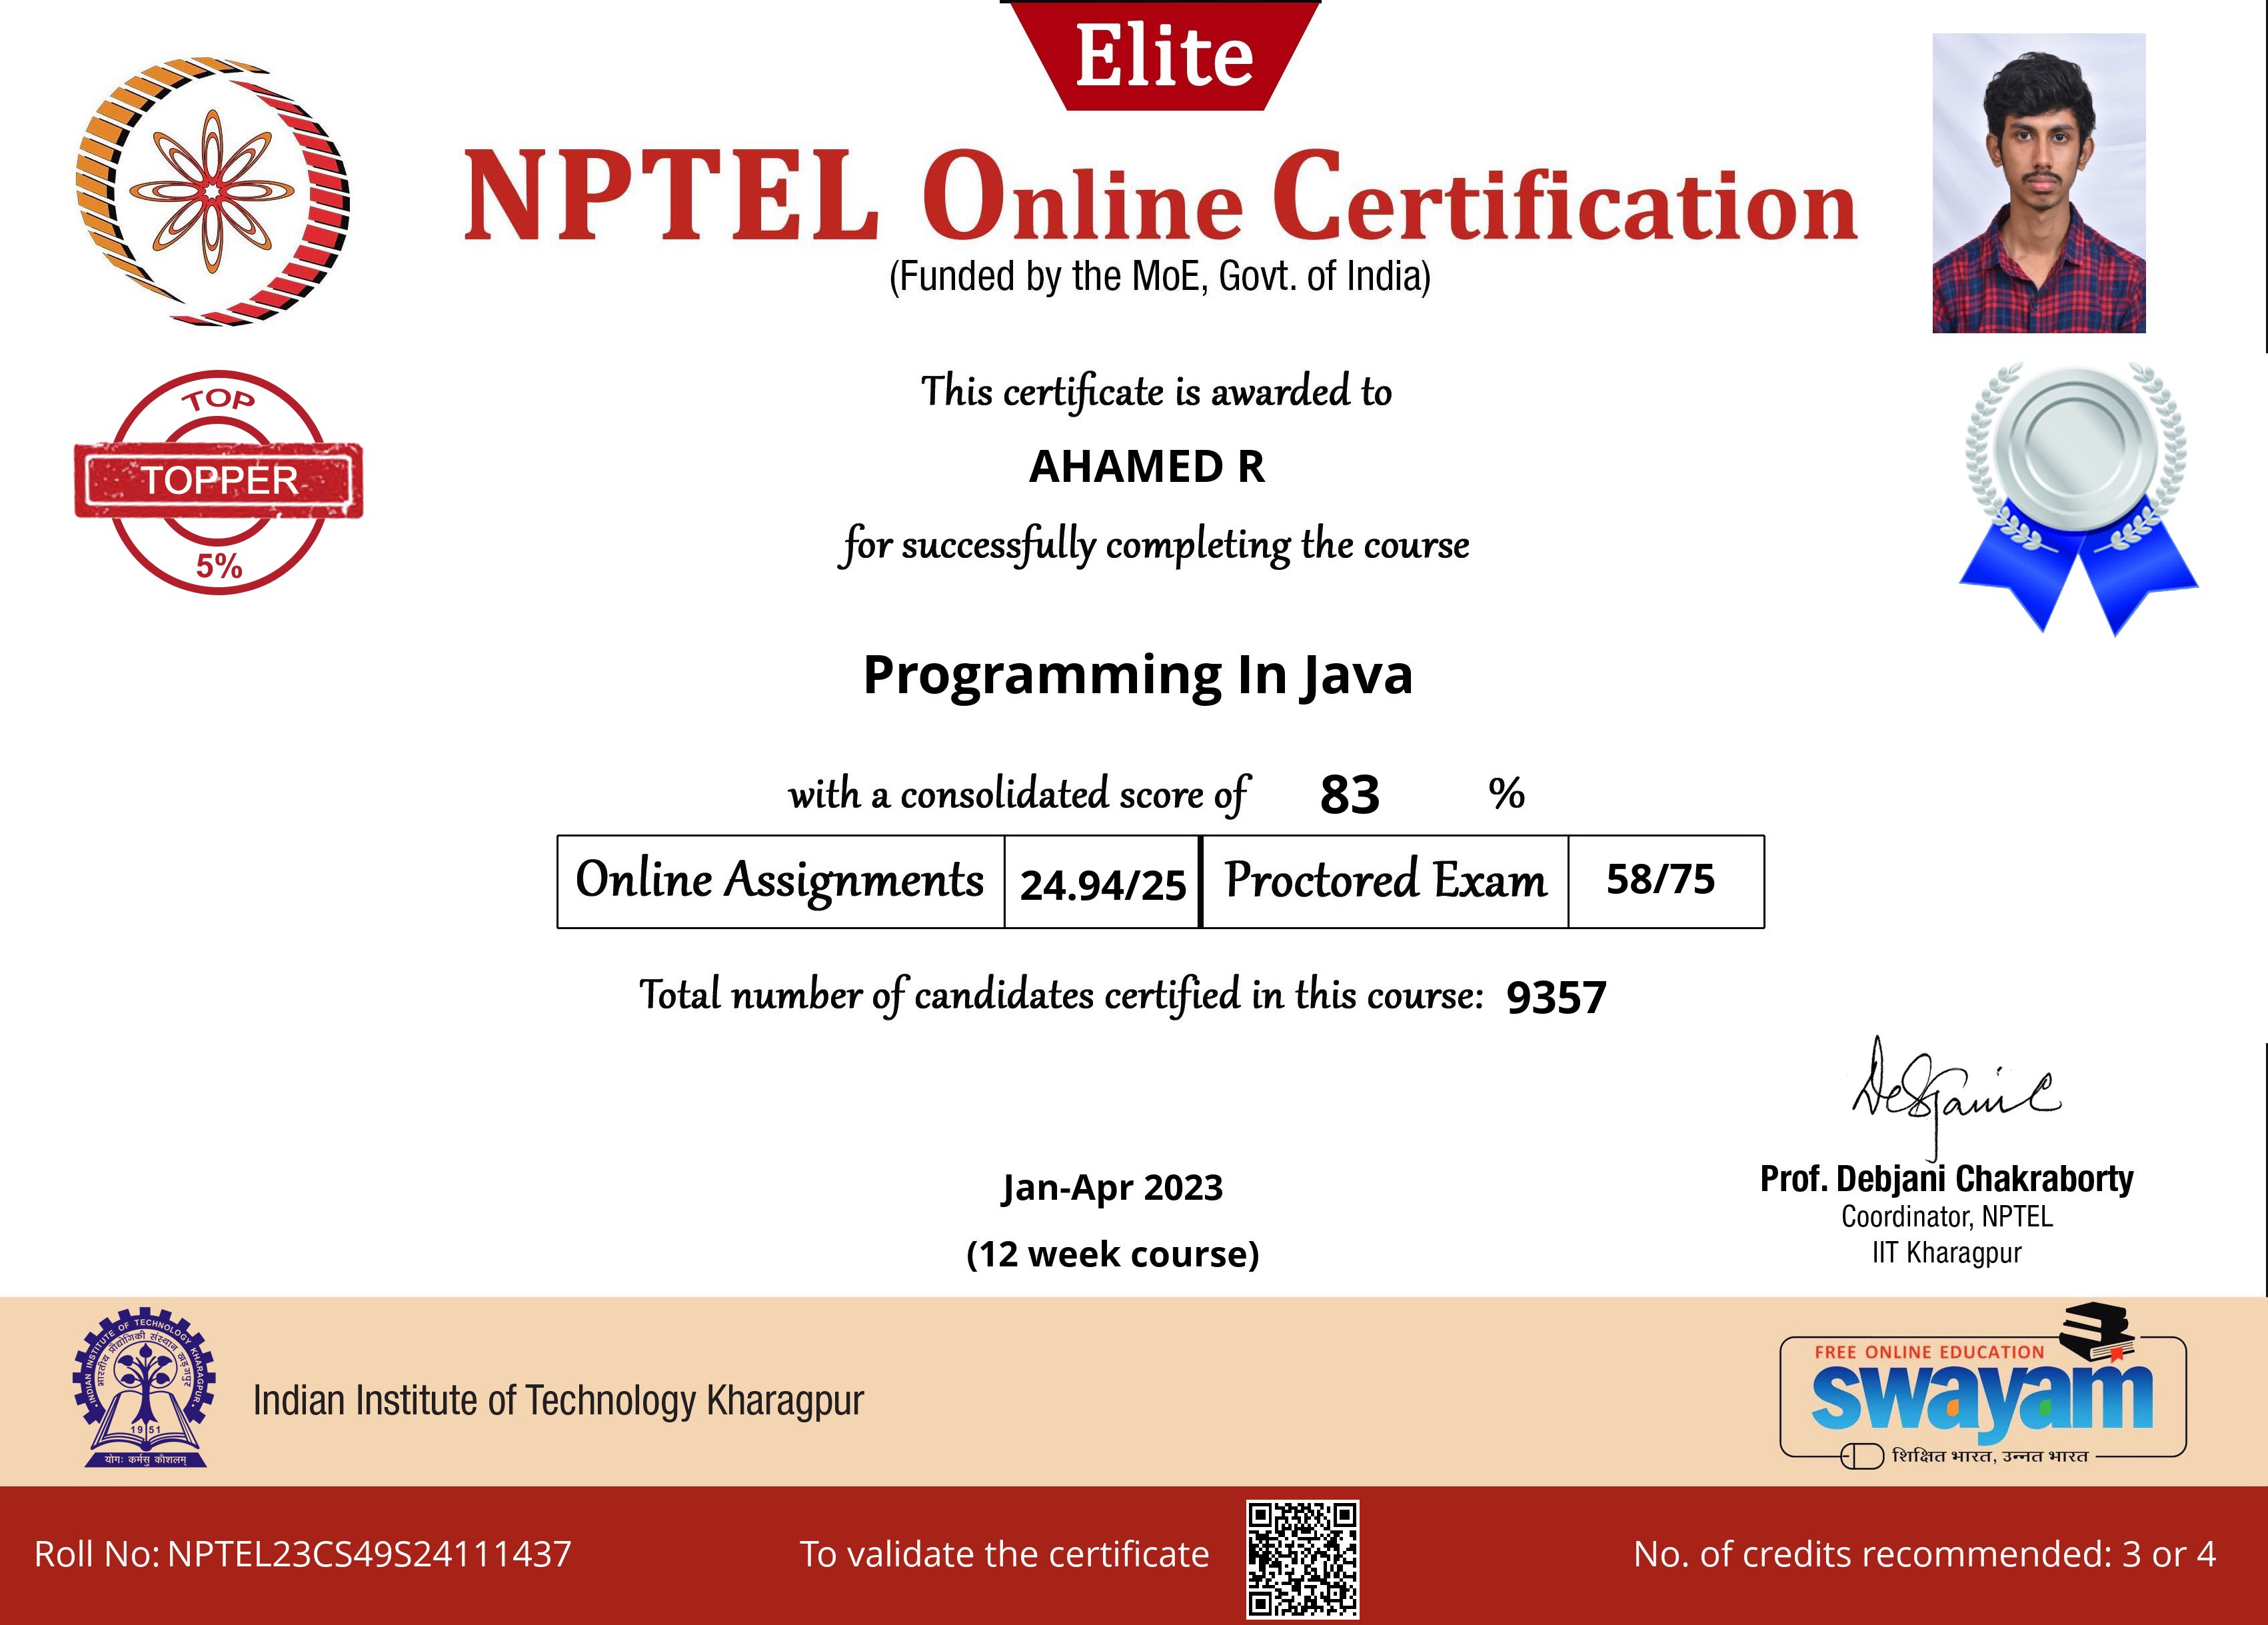 Elite
NPTEL Online Certification
(Funded by the MoE, Govt. of India)
TOP
TOPPER
5%
This certificate is awarded to
AHAMED R
for successfully completing the course
Programming In Java
with a consolidated score of 83 %
Online Assignments 24.94/25 Proctored Exam 58/75
Total number of candidates certified in this course: 9357
Prof. Debjani Chakraborty
Coordinator, NPTEL
IIT Kharagpur
Jan-Apr 2023
(12 week course)
INDIAN INSTITUTE OF TECHNOLOGY KHARAGPUR
भारतीय प्रौद्योगिकी संस्थान खड़गपुर
1951
योगः कर्मसु कौशलम्
Indian Institute of Technology Kharagpur
FREE ONLINE EDUCATION
swayam
शिक्षित भारत, उन्नत भारत
Roll No: NPTEL23CS49S24111437
To validate the certificate
No. of credits recommended: 3 or 4